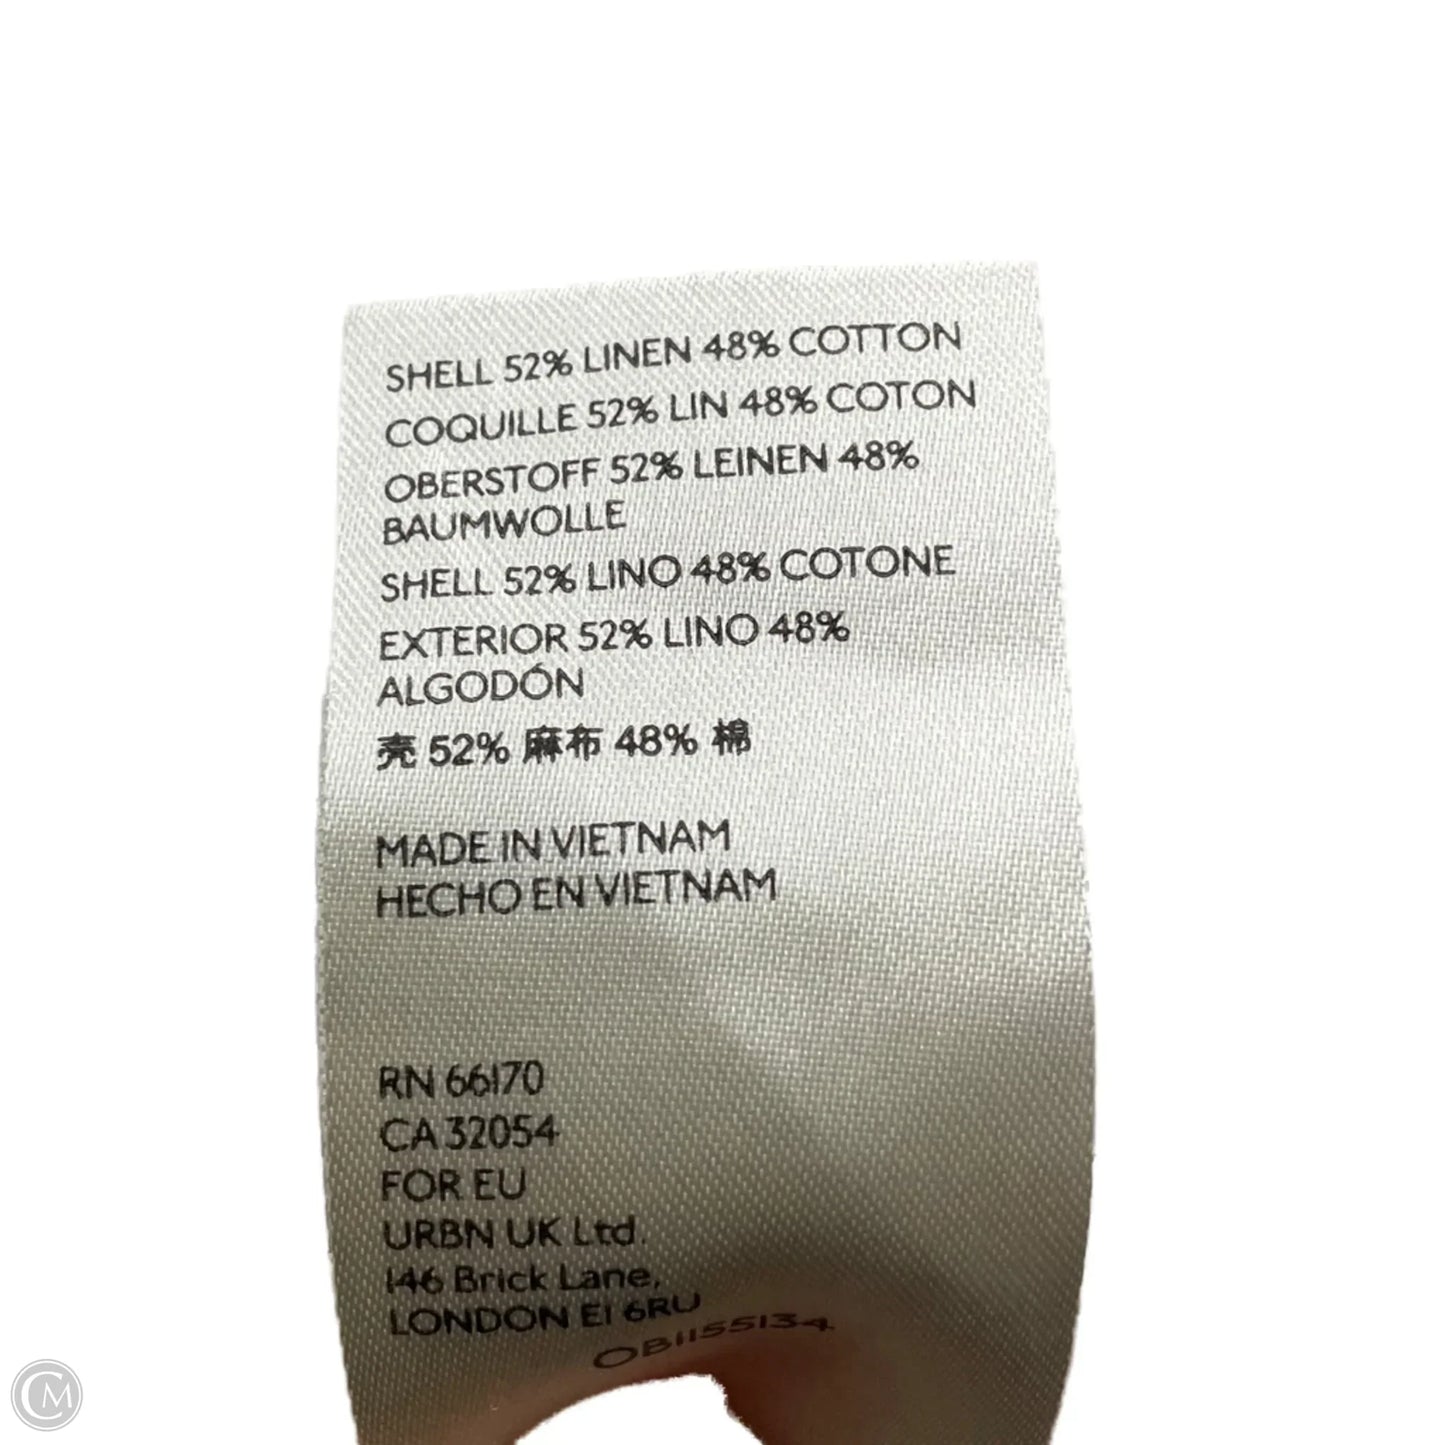 SHELL 52% LINEN 48% COTTON
COQUILLE 52% LIN 48% COTON
OBERSTOFF 52% LEINEN 48%
BAUMWOLLE
SHELL 52% LINO 48% COTONE
EXTERIOR 52% LINO 48%
ALGODÓN
壳 52% 麻布 48% 棉
MADE IN VIETNAM
HECHO EN VIETNAM
RN 66170
CA 32054
FOR EU
URBN UK Ltd.
146 Brick Lane,
LONDON E1 6RU
OB1155134
CM